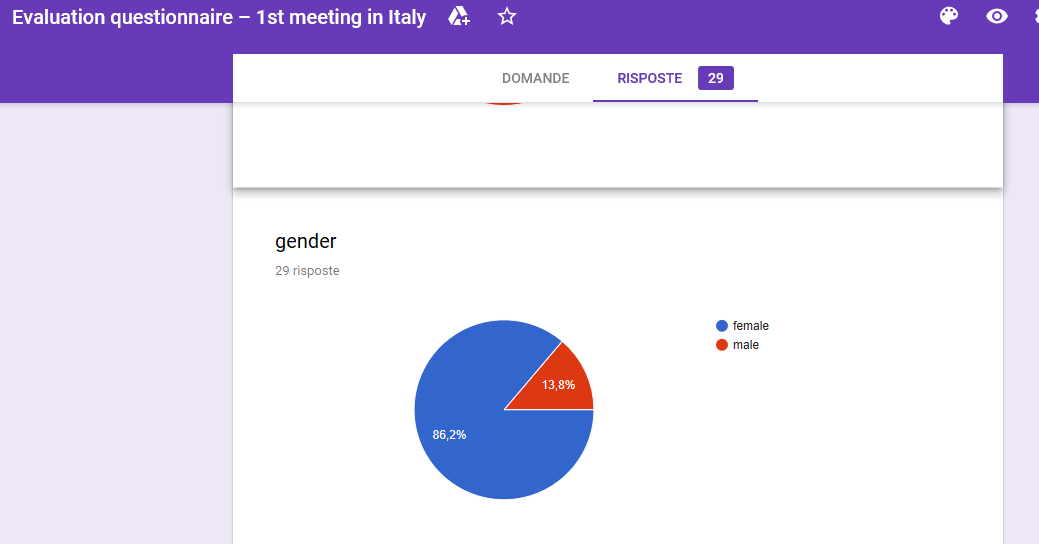 Evaluation questionnaire – 1st meeting in Italy
DOMANDE RISPOSTE 29
gender
29 risposte
female
male
13,8%
86,2%